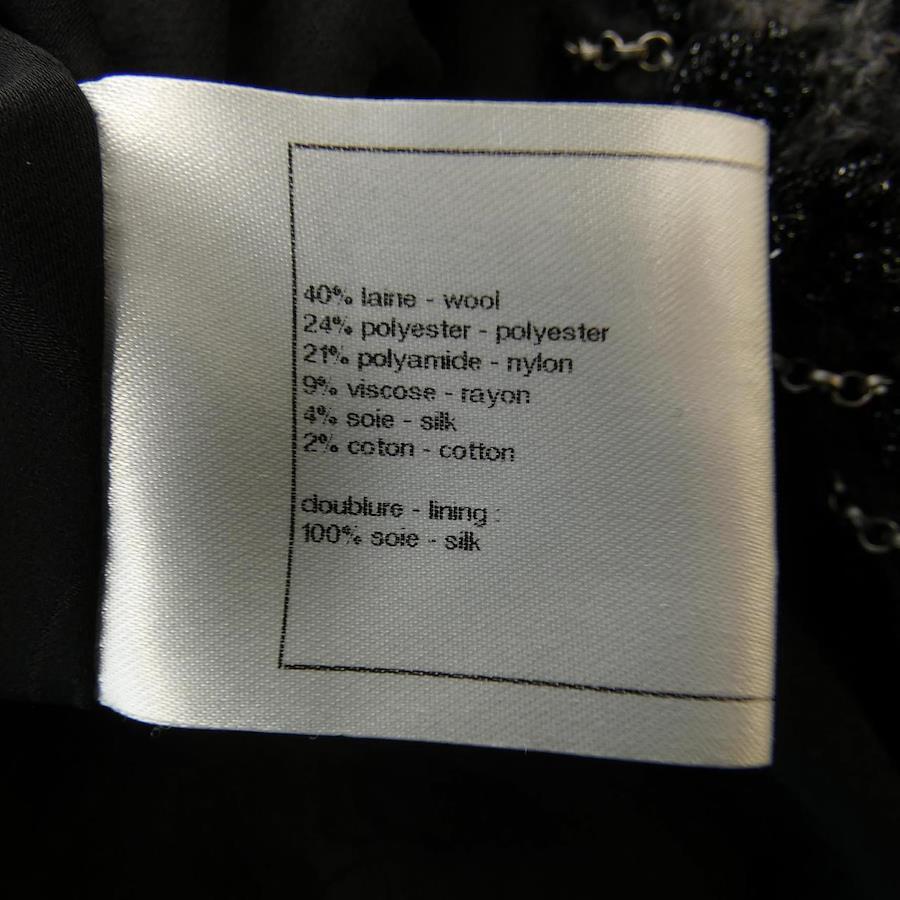 40% laine - wool
24% polyester - polyester
21% polyamide - nylon
9% viscose - rayon
4% soie - silk
2% coton - cotton
doublure - lining :
100% soie - silk